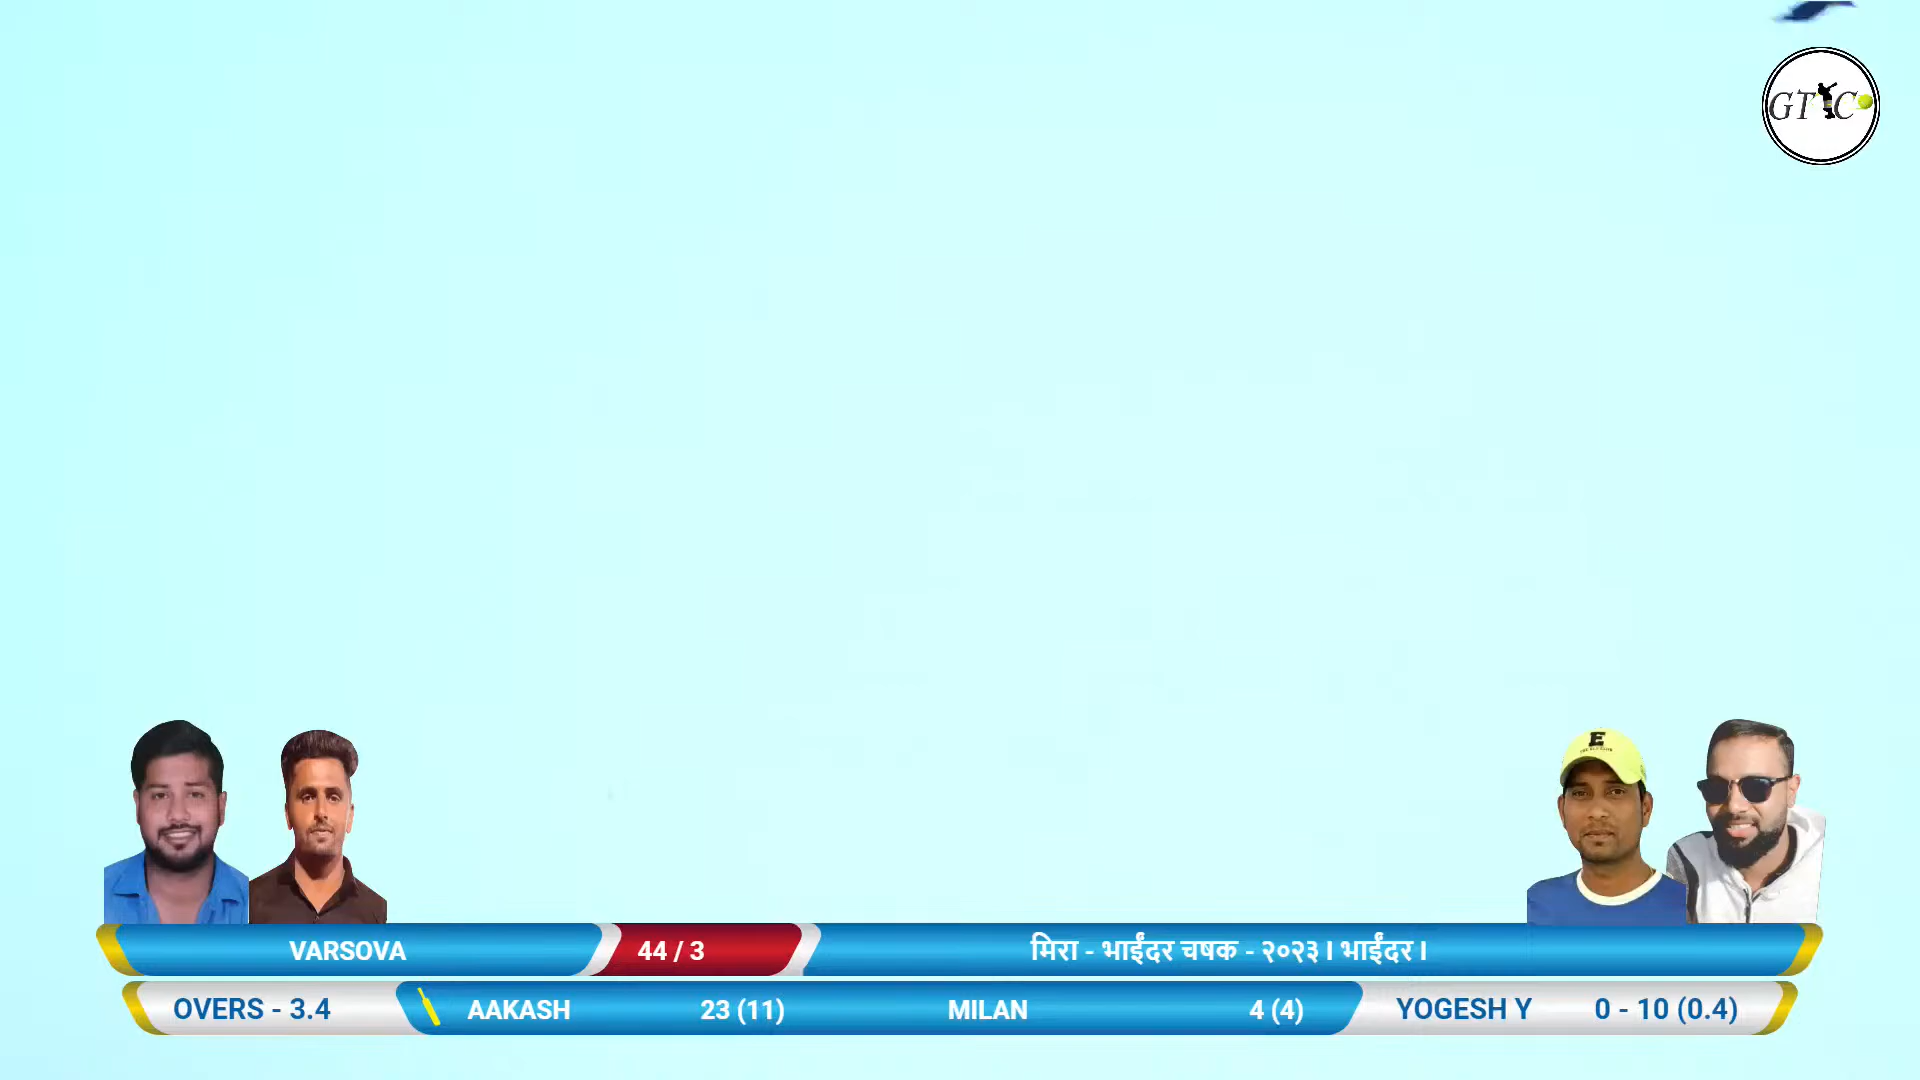 GT C
E
VARSOVA 44 / 3 मिरा - भाईंदर चषक - २०२३ । भाईंदर ।
OVERS - 3.4 AAKASH 23 (11) MILAN 4 (4) YOGESH Y 0 - 10 (0.4)